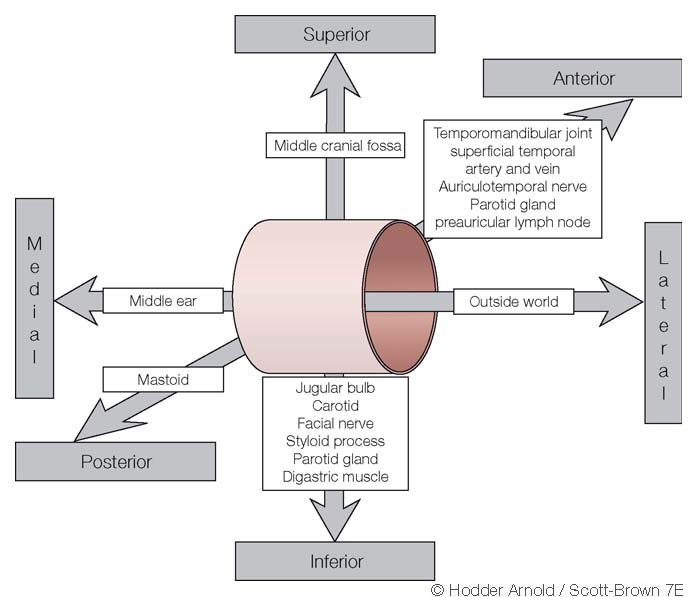 Superior
Anterior
Middle cranial fossa
Temporomandibular joint
superficial temporal
artery and vein
Auriculotemporal nerve
Parotid gland
preauricular lymph node
Medial
Middle ear
Outside world
Lateral
Mastoid
Posterior
Jugular bulb
Carotid
Facial nerve
Styloid process
Parotid gland
Digastric muscle
Inferior
© Hodder Arnold / Scott-Brown 7E